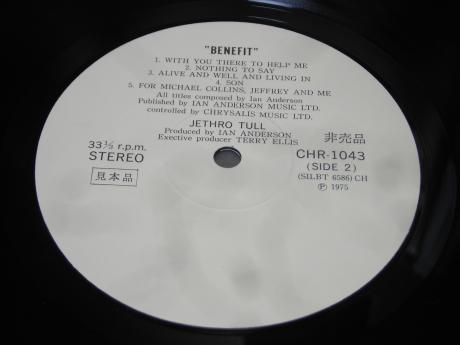 "BENEFIT"
1. WITH YOU THERE TO HELP ME
2. NOTHING TO SAY
3. ALIVE AND WELL AND LIVING IN
4. SON
5. FOR MICHAEL COLLINS, JEFFREY AND ME
All titles composed by Ian Anderson
Published by IAN ANDERSON MUSIC LTD.
controlled by CHRYSALIS MUSIC LTD.
JETHRO TULL
Produced by IAN ANDERSON
Exective producer TERRY ELLIS
33 1/3 r.p.m.
STEREO
見本品
非売品
CHR-1043
(SIDE 2)
(SILBT 6586) CH
Ⓟ 1975